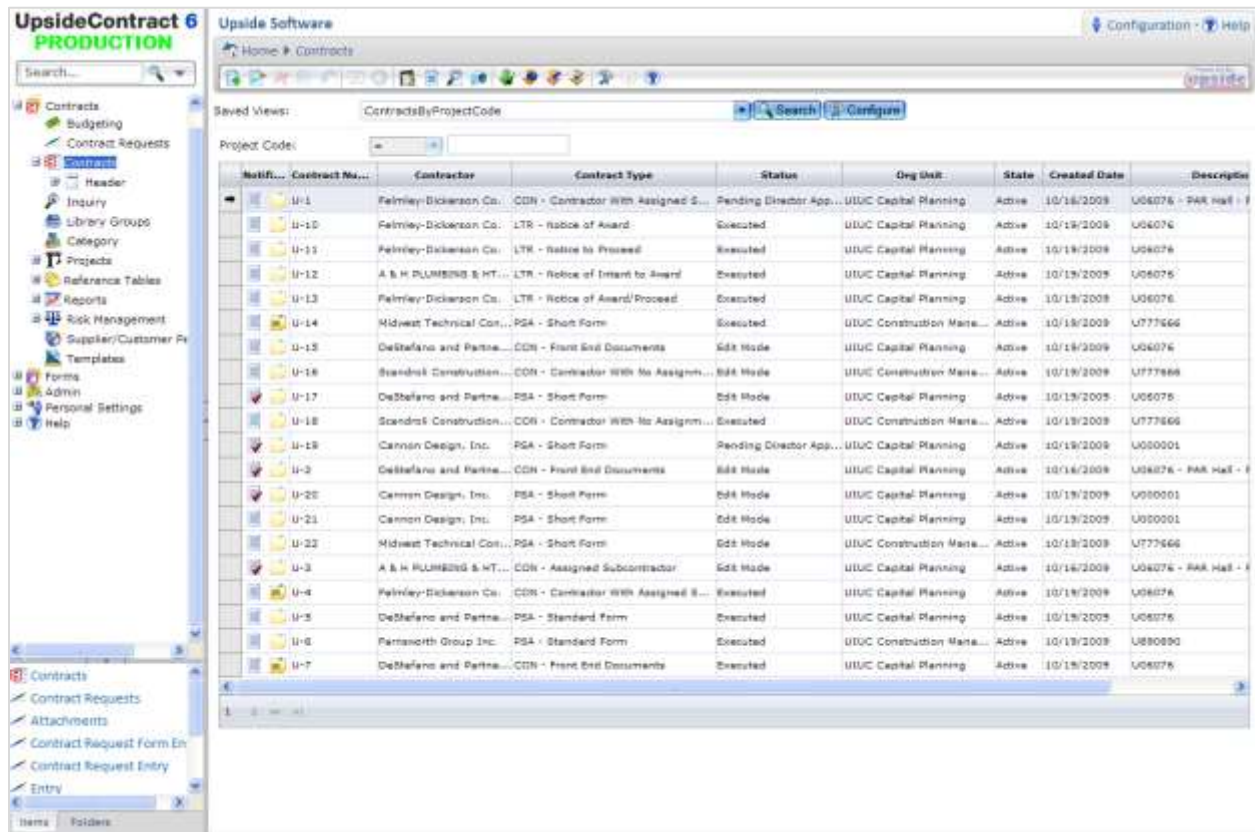 UpsideContract 6
PRODUCTION
Search...
Contracts
Budgeting
Contract Requests
Contracts
Header
Inquiry
Library Groups
Category
Projects
Reference Tables
Reports
Risk Management
Supplier/Customer Pe
Templates
Forms
Admin
Personal Settings
Help
Contracts
Contract Requests
Attachments
Contract Request Form En
Contract Request Entry
Entry
Items Folders
Upside Software
Configuration - Help
Home Contracts
upside
Saved Views: ContractsByProjectCode Search Configure
Project Code: =
Notifi... Contract Nu... Contractor Contract Type Status Org Unit State Created Date Descriptio
U-1 Felmley-Dickerson Co. CON - Contractor With Assigned S... Pending Director App... UIUC Capital Planning Active 10/16/2009 U06076 - PAR Hall - F
U-10 Felmley-Dickerson Co. LTR - Notice of Award Executed UIUC Capital Planning Active 10/19/2009 U06076
U-11 Felmley-Dickerson Co. LTR - Notice to Proceed Executed UIUC Capital Planning Active 10/19/2009 U06076
U-12 A & H PLUMBING & HT... LTR - Notice of Intent to Award Executed UIUC Capital Planning Active 10/19/2009 U06076
U-13 Felmley-Dickerson Co. LTR - Notice of Award/Proceed Executed UIUC Capital Planning Active 10/19/2009 U06076
U-14 Midwest Technical Con... PSA - Short Form Executed UIUC Construction Mana... Active 10/19/2009 U777666
U-15 DeStefano and Partne... CON - Front End Documents Edit Mode UIUC Capital Planning Active 10/19/2009 U06076
U-16 Scandroli Construction... CON - Contractor With No Assignm... Edit Mode UIUC Construction Mana... Active 10/19/2009 U777666
U-17 DeStefano and Partne... PSA - Short Form Edit Mode UIUC Capital Planning Active 10/19/2009 U06076
U-18 Scandroli Construction... CON - Contractor With No Assignm... Executed UIUC Construction Mana... Active 10/19/2009 U777666
U-19 Cannon Design, Inc. PSA - Short Form Pending Director App... UIUC Capital Planning Active 10/19/2009 U000001
U-2 DeStefano and Partne... CON - Front End Documents Edit Mode UIUC Capital Planning Active 10/16/2009 U06076 - PAR Hall - F
U-20 Cannon Design, Inc. PSA - Short Form Edit Mode UIUC Capital Planning Active 10/19/2009 U000001
U-21 Cannon Design, Inc. PSA - Short Form Edit Mode UIUC Capital Planning Active 10/19/2009 U000001
U-22 Midwest Technical Con... PSA - Short Form Edit Mode UIUC Construction Mana... Active 10/19/2009 U777666
U-3 A & H PLUMBING & HT... CON - Assigned Subcontractor Edit Mode UIUC Capital Planning Active 10/16/2009 U06076 - PAR Hall - F
U-4 Felmley-Dickerson Co. CON - Contractor With Assigned S... Executed UIUC Capital Planning Active 10/19/2009 U06076
U-5 DeStefano and Partne... PSA - Standard Form Executed UIUC Capital Planning Active 10/19/2009 U06076
U-6 Farnsworth Group Inc. PSA - Standard Form Executed UIUC Construction Mana... Active 10/19/2009 U890890
U-7 DeStefano and Partne... CON - Front End Documents Executed UIUC Capital Planning Active 10/19/2009 U06076
1